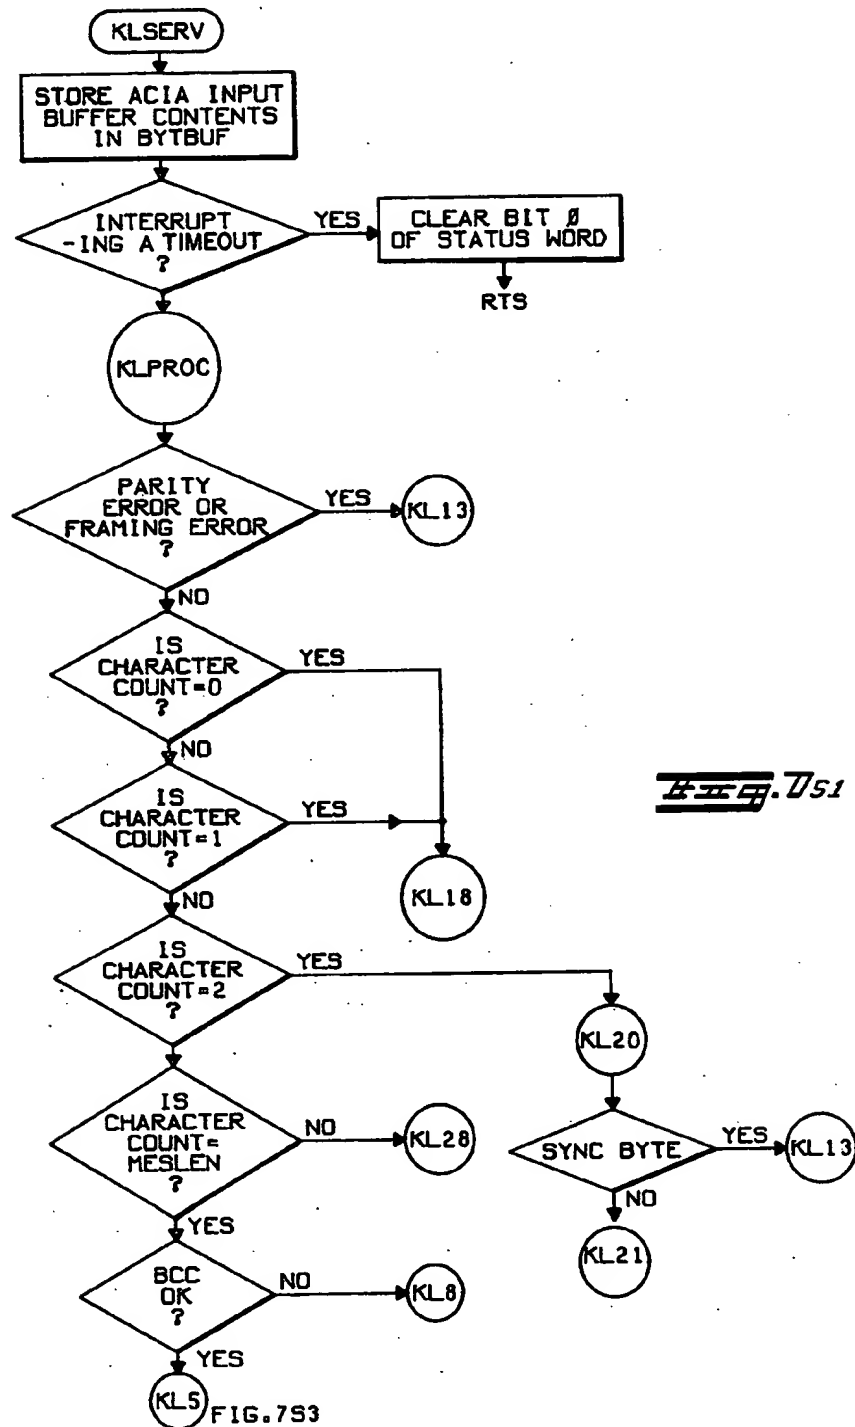 KLSERV
STORE ACIA INPUT
BUFFER CONTENTS
IN BYTBUF
INTERRUPT
-ING A TIMEOUT
?
YES
CLEAR BIT Ø
OF STATUS WORD
RTS
KLPROC
PARITY
ERROR OR
FRAMING ERROR
?
YES
KL13
NO
IS
CHARACTER
COUNT=0
?
YES
NO
IS
CHARACTER
COUNT=1
?
YES
KL18
NO
Fig. 7S1
IS
CHARACTER
COUNT=2
?
YES
KL20
IS
CHARACTER
COUNT=
MESLEN
?
NO
KL28
SYNC BYTE
YES
KL13
NO
KL21
YES
BCC
OK
?
NO
KL8
YES
KL5
FIG.7S3